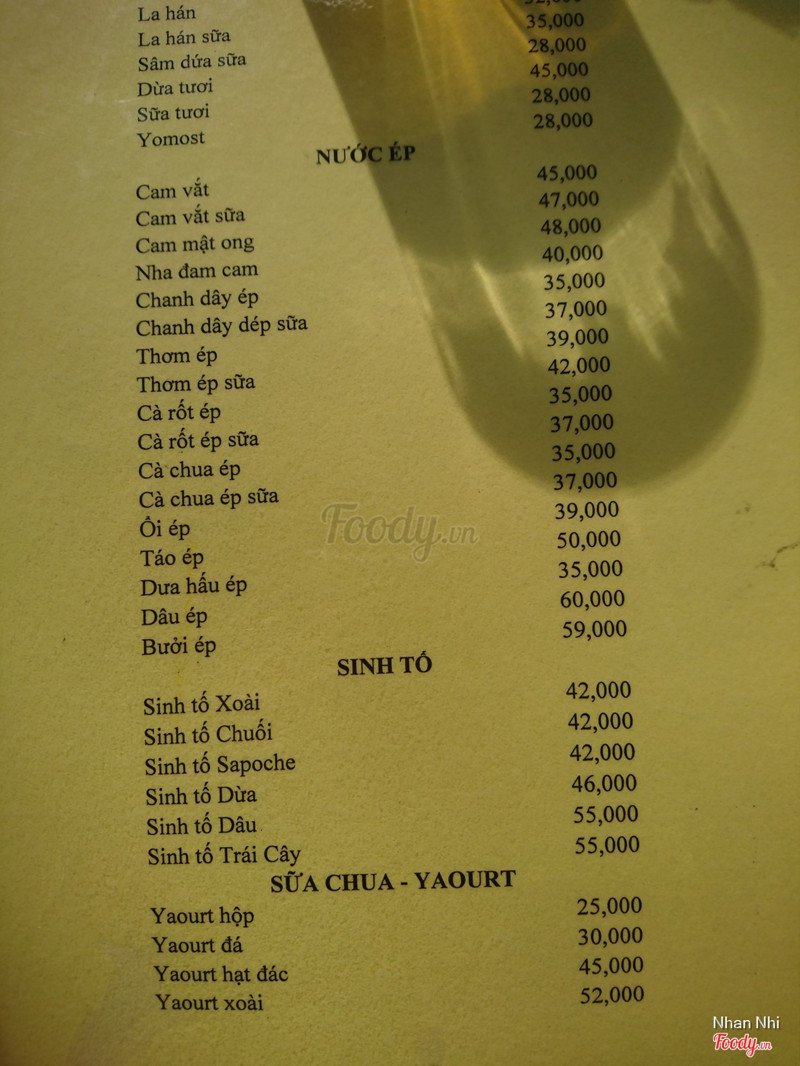 La hán
La hán sữa 35,000
Sâm dứa sữa 28,000
Dừa tươi 45,000
Sữa tươi 28,000
Yomost 28,000
NƯỚC ÉP
Cam vắt 45,000
Cam vắt sữa 47,000
Cam mật ong 48,000
Nha đam cam 40,000
Chanh dây ép 35,000
Chanh dây dép sữa 37,000
Thơm ép 39,000
Thơm ép sữa 42,000
Cà rốt ép 35,000
Cà rốt ép sữa 37,000
Cà chua ép 35,000
Cà chua ép sữa 37,000
Ổi ép 39,000
Táo ép 50,000
Dưa hấu ép 35,000
Dâu ép 60,000
Bưởi ép 59,000
SINH TỐ
Sinh tố Xoài 42,000
Sinh tố Chuối 42,000
Sinh tố Sapoche 42,000
Sinh tố Dừa 46,000
Sinh tố Dâu 55,000
Sinh tố Trái Cây 55,000
SỮA CHUA - YAOURT
Yaourt hộp 25,000
Yaourt đá 30,000
Yaourt hạt đác 45,000
Yaourt xoài 52,000
Foody.vn
Nhan Nhi
Foody.vn